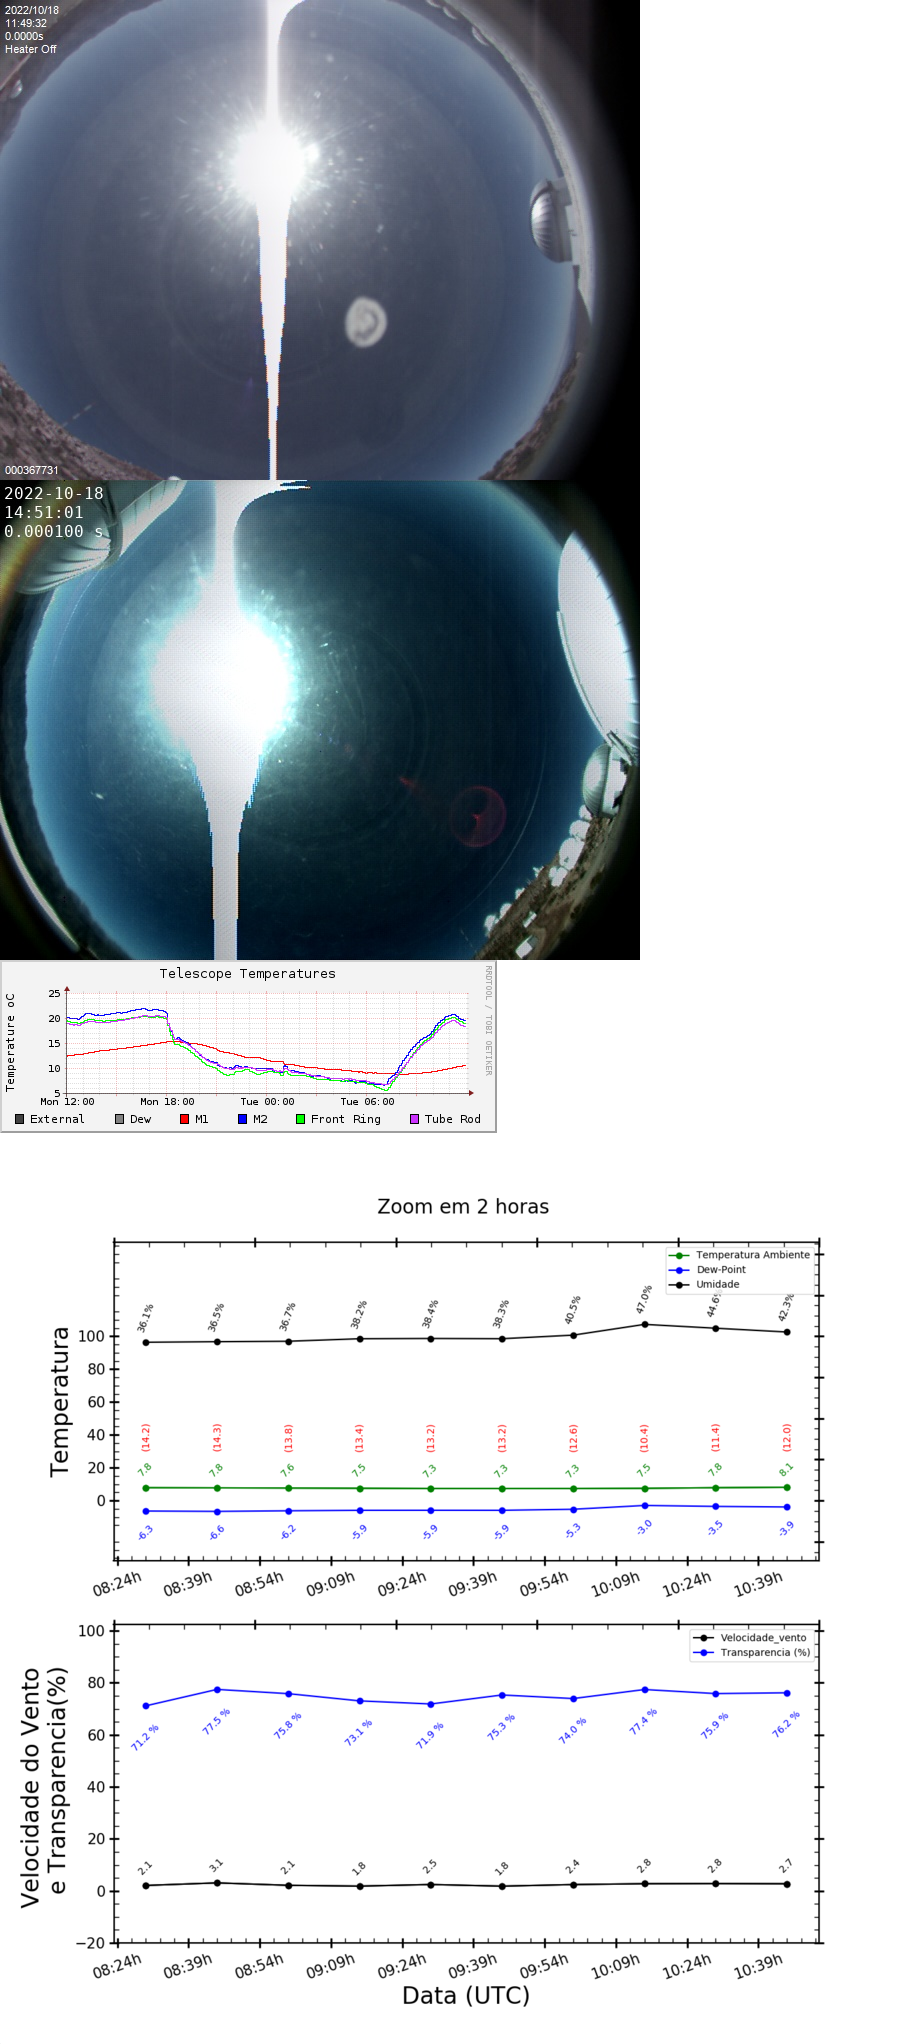 2022/10/18
11:49:32
0.0000s
Heater Off
000367731
2022-10-18
14:51:01
0.000100 s
Telescope Temperatures
RRDTOOL / TOBI OETIKER
Temperature oC
25
20
15
10
5
Mon 12:00 Mon 18:00 Tue 00:00 Tue 06:00
External Dew M1 M2 Front Ring Tube Rod
Zoom em 2 horas
Temperatura Ambiente
Dew-Point
Umidade
Temperatura
100
80
60
40
20
0
36.1% 36.5% 36.7% 38.2% 38.4% 38.3% 40.5% 47.0% 44.6% 42.3%
(14.2) (14.3) (13.8) (13.4) (13.2) (13.2) (12.6) (10.4) (11.4) (12.0)
7.8 7.8 7.6 7.5 7.3 7.3 7.3 7.5 7.8 8.1
-6.3 -6.6 -6.2 -5.9 -5.9 -5.9 -5.3 -3.0 -3.5 -3.9
08:24h 08:39h 08:54h 09:09h 09:24h 09:39h 09:54h 10:09h 10:24h 10:39h
Velocidade_vento
Transparencia (%)
Velocidade do Vento
e Transparencia(%)
100
80
60
40
20
0
−20
71.2 % 77.5 % 75.8 % 73.1 % 71.9 % 75.3 % 74.0 % 77.4 % 75.9 % 76.2 %
2.1 3.1 2.1 1.8 2.5 1.8 2.4 2.8 2.8 2.7
08:24h 08:39h 08:54h 09:09h 09:24h 09:39h 09:54h 10:09h 10:24h 10:39h
Data (UTC)